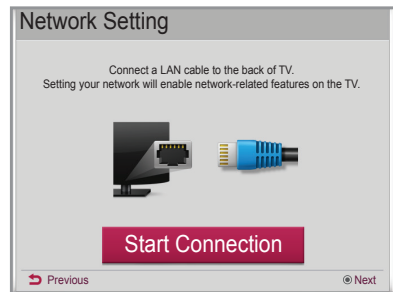 Network Setting
Connect a LAN cable to the back of TV.
Setting your network will enable network-related features on the TV.
Start Connection
Previous
Next